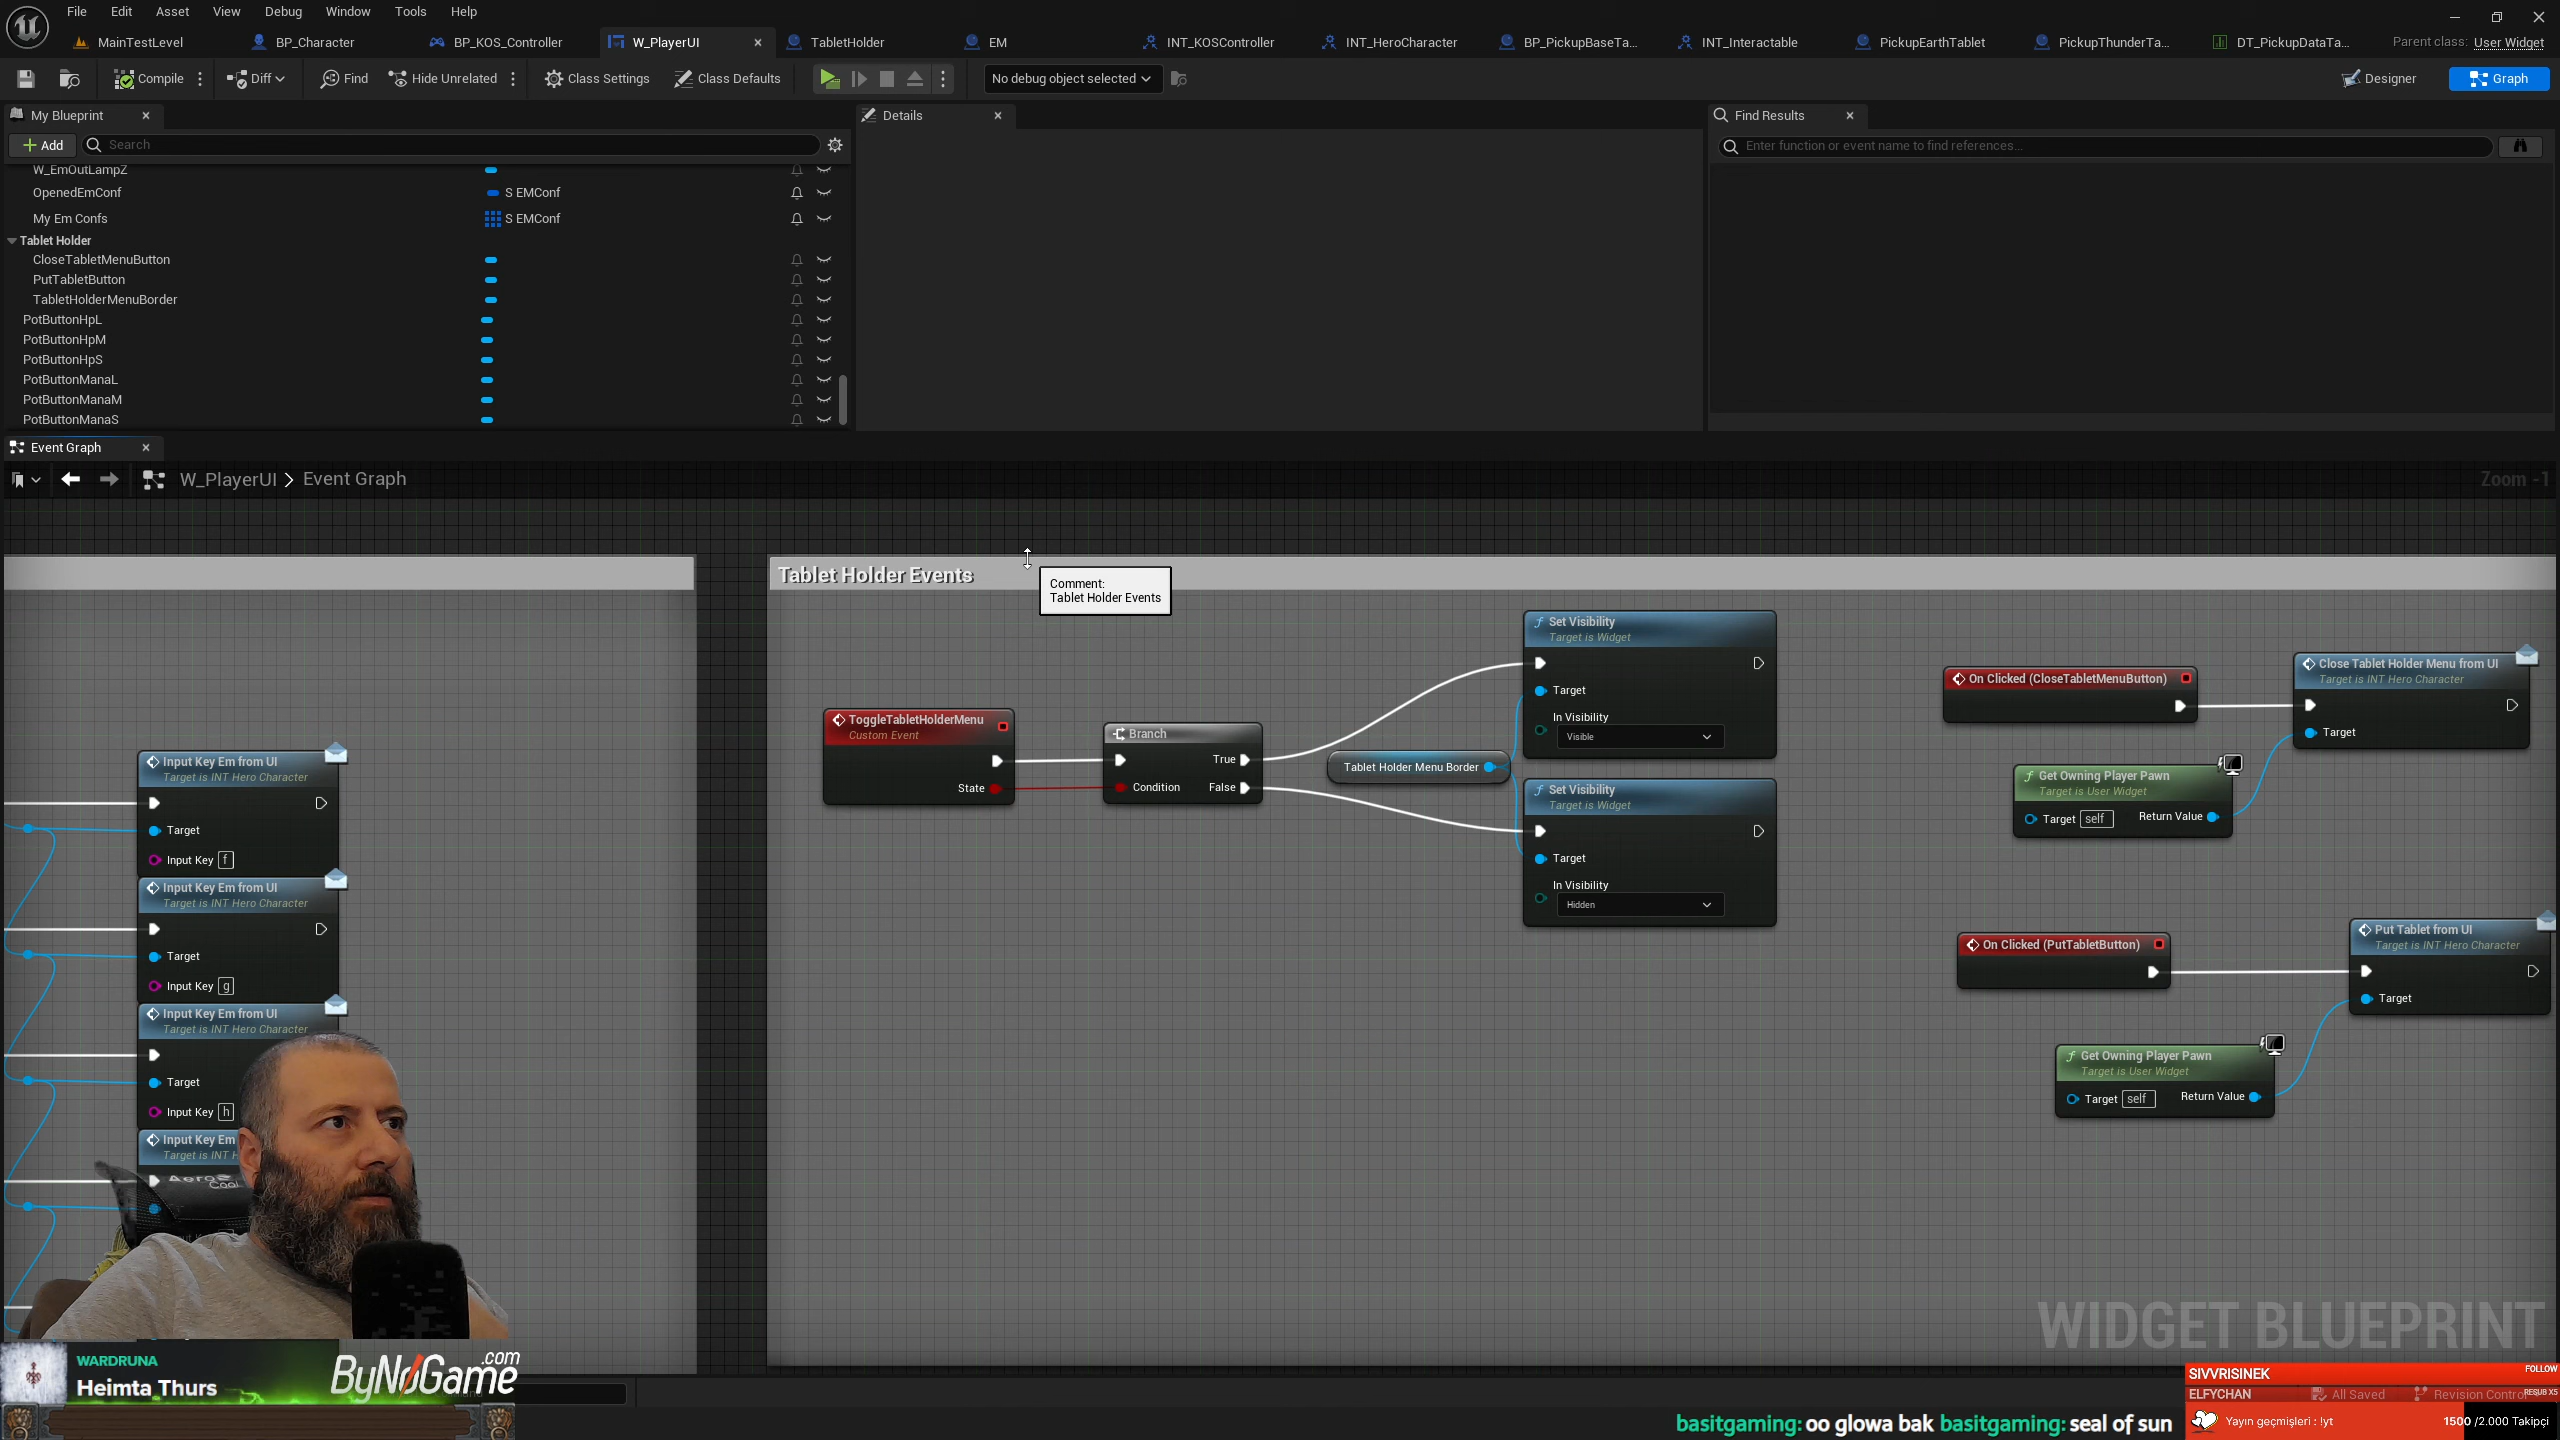 File Edit Asset View Debug Window Tools Help
MainTestLevel BP_Character BP_KOS_Controller W_PlayerUI TabletHolder EM INT_KOSController INT_HeroCharacter BP_PickupBaseTa... INT_Interactable PickupEarthTablet PickupThunderTa... DT_PickupDataTa... Parent class: User Widget
Compile Diff Find Hide Unrelated Class Settings Class Defaults No debug object selected Designer Graph
My Blueprint Details Find Results
Add Search Enter function or event name to find references...
W_EmOutLampZ
OpenedEmConf S EMConf
My Em Confs S EMConf
Tablet Holder
CloseTabletMenuButton
PutTabletButton
TabletHolderMenuBorder
PotButtonHpL
PotButtonHpM
PotButtonHpS
PotButtonManaL
PotButtonManaM
PotButtonManaS
Event Graph
W_PlayerUI > Event Graph Zoom -1
Tablet Holder Events
Comment:
Tablet Holder Events
Set Visibility
Target is Widget
Target
In Visibility
Visible
ToggleTabletHolderMenu
Custom Event
State
Branch
True
Condition False
Tablet Holder Menu Border
Set Visibility
Target is Widget
Target
In Visibility
Hidden
On Clicked (CloseTabletMenuButton)
Close Tablet Holder Menu from UI
Target is INT Hero Character
Target
Get Owning Player Pawn
Target is User Widget
Target self Return Value
On Clicked (PutTabletButton)
Put Tablet from UI
Target is INT Hero Character
Target
Get Owning Player Pawn
Target is User Widget
Target self Return Value
Input Key Em from UI
Target is INT Hero Character
Target
Input Key f
Input Key Em from UI
Target is INT Hero Character
Target
Input Key g
Input Key Em from UI
Target is INT Hero Character
Target
Input Key h
Input Key Em
Target is INT H
WIDGET BLUEPRINT
WARDRUNA
Heimta Thurs
ByNoGame.com
SIVVRISINEK FOLLOW
ELFYCHAN All Saved Revision Control RESUB X5
Yayın geçmişleri : !yt 1500 /2.000 Takipçi
basitgaming: oo glowa bak basitgaming: seal of sun